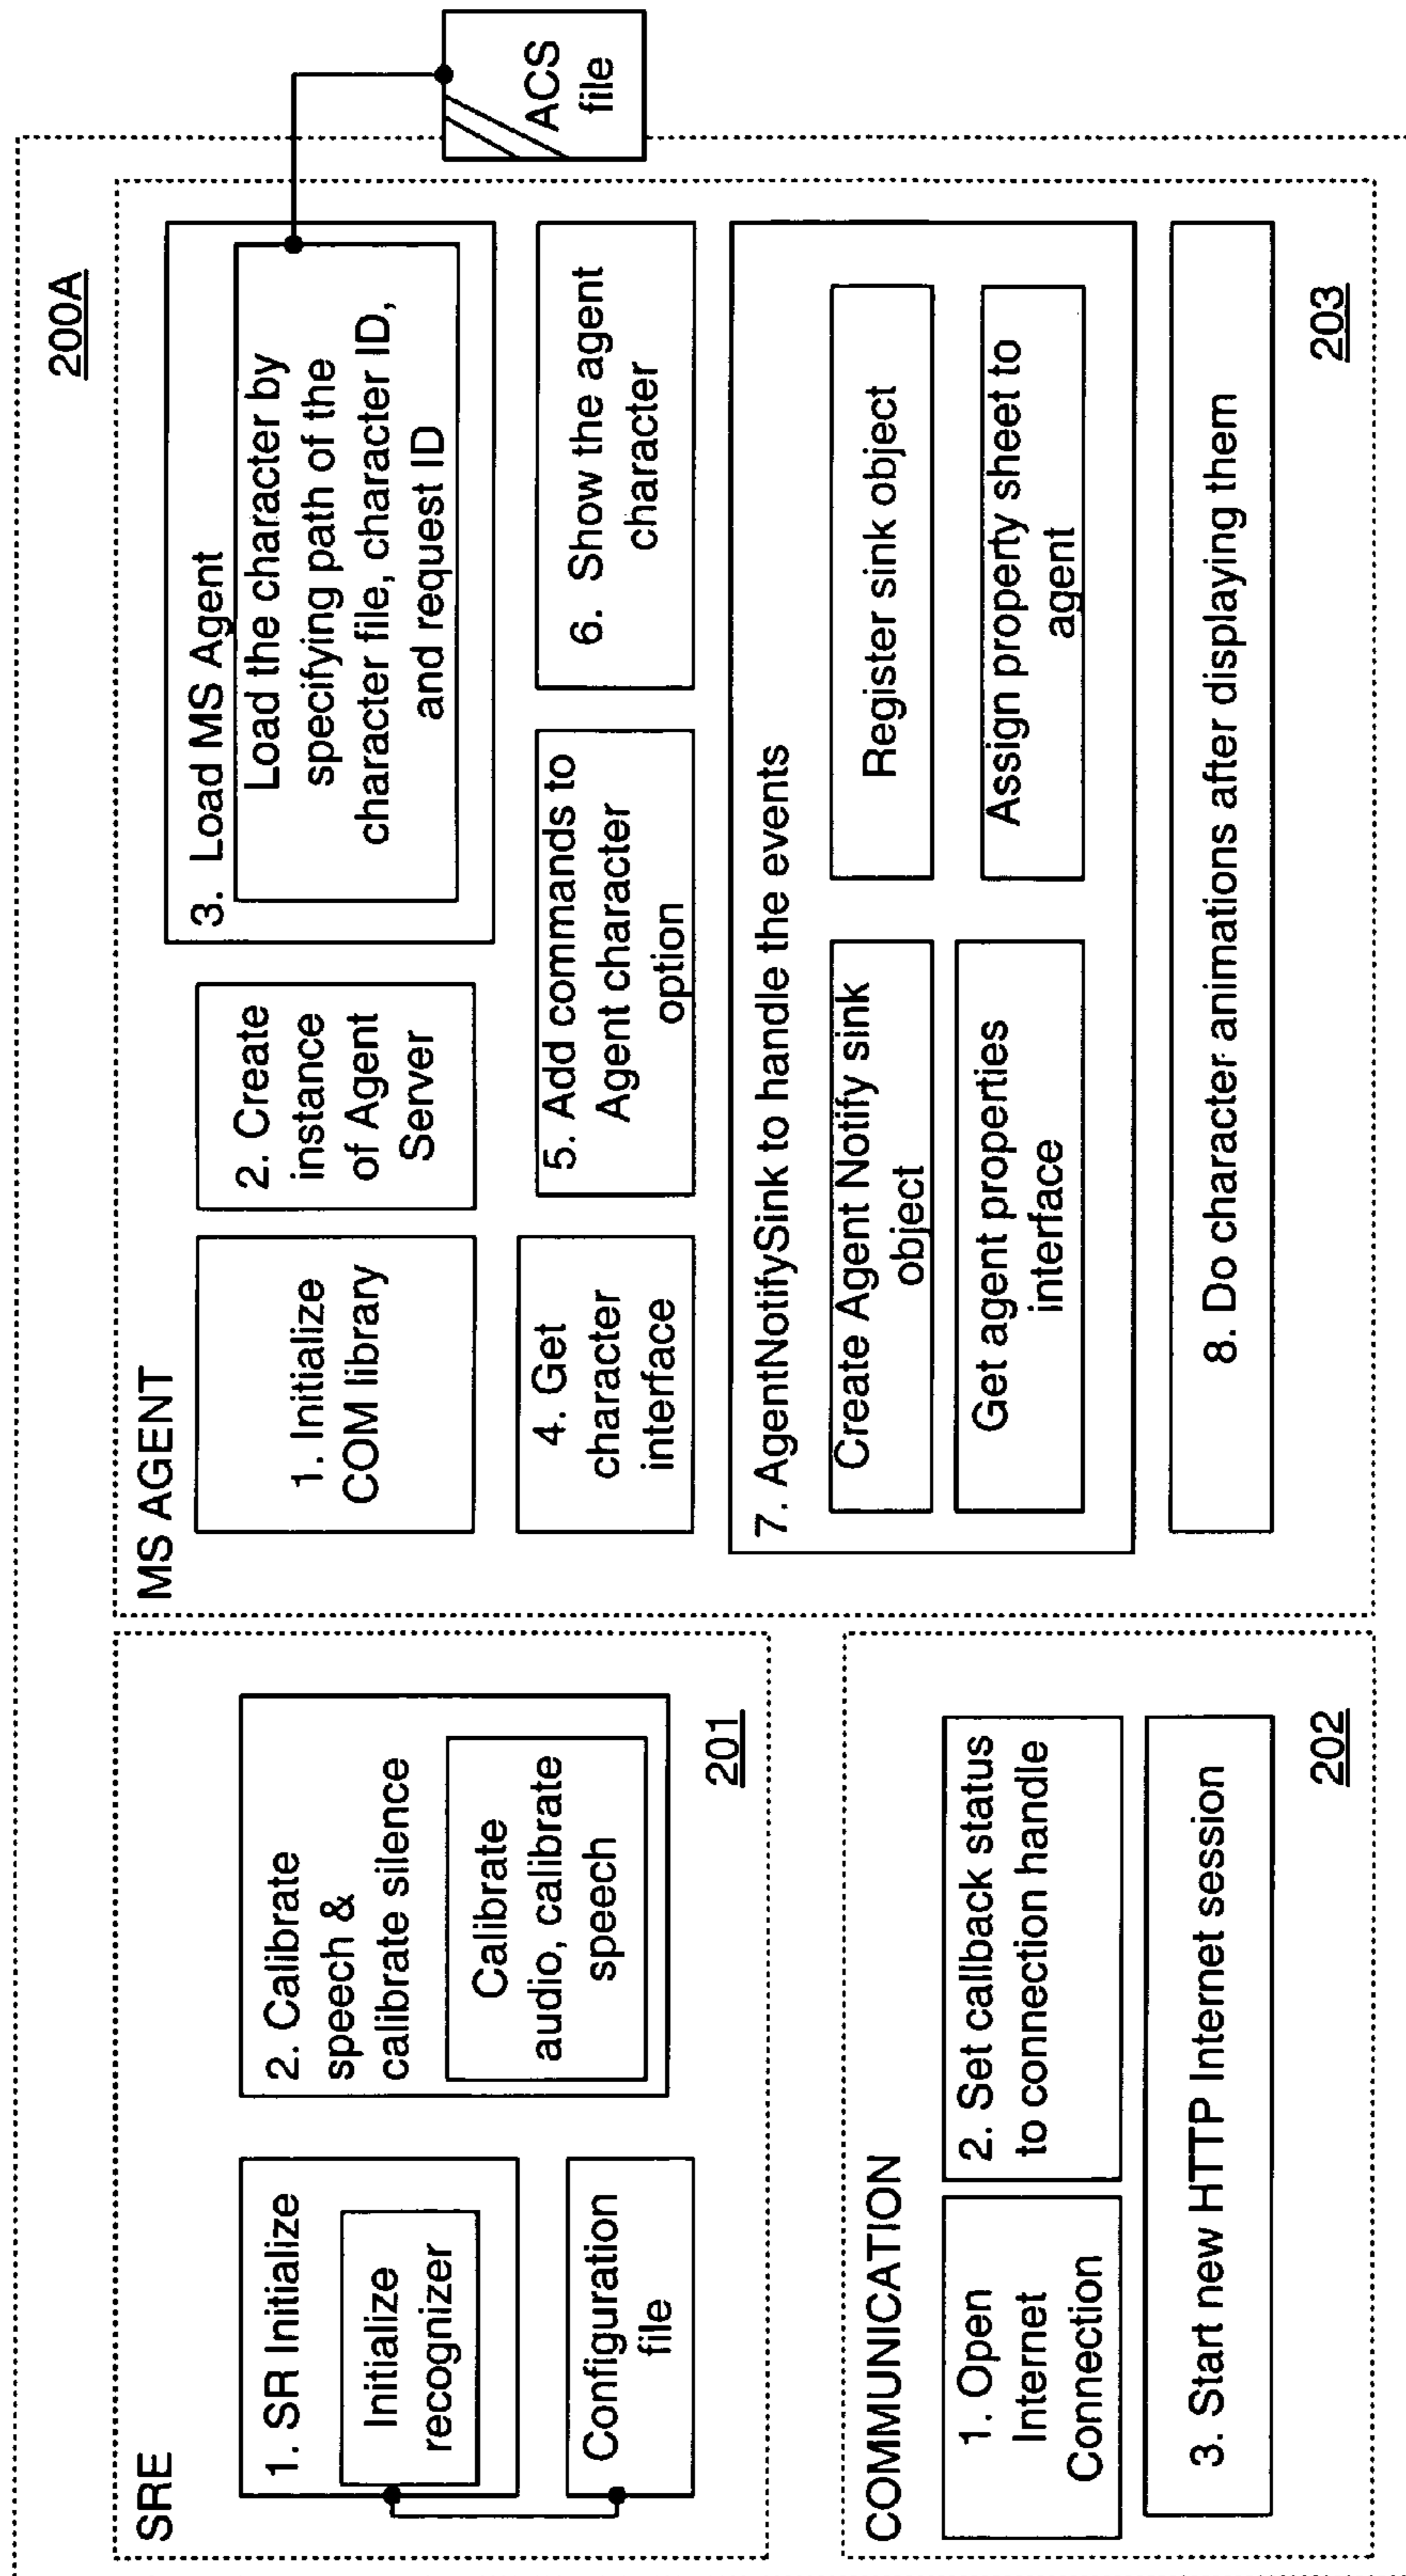 200A
SRE
1. SR Initialize
Initialize
recognizer
Configuration
file
2. Calibrate
speech &
calibrate silence
Calibrate
audio, calibrate
speech
201
COMMUNICATION
1. Open
Internet
Connection
2. Set callback status
to connection handle
3. Start new HTTP Internet session
202
MS AGENT
1. Initialize
COM library
2. Create
instance
of Agent
Server
3. Load MS Agent
Load the character by
specifying path of the
character file, character ID,
and request ID
4. Get
character
interface
5. Add commands to
Agent character
option
6. Show the agent
character
7. AgentNotifySink to handle the events
Create Agent Notify sink
object
Register sink object
Get agent properties
interface
Assign property sheet to
agent
8. Do character animations after displaying them
203
ACS
file